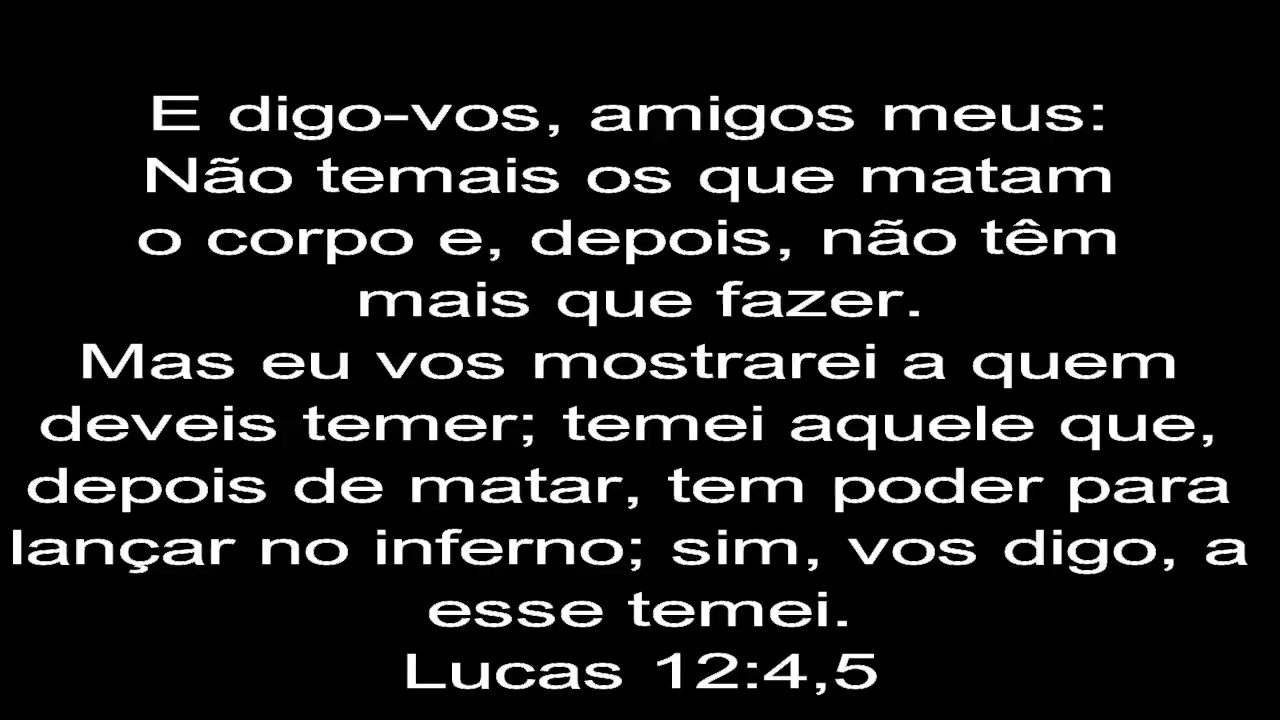 E digo-vos, amigos meus:
Não temais os que matam
o corpo e, depois, não têm
mais que fazer.
Mas eu vos mostrarei a quem
deveis temer; temei aquele que,
depois de matar, tem poder para
lançar no inferno; sim, vos digo, a
esse temei.
Lucas 12:4,5